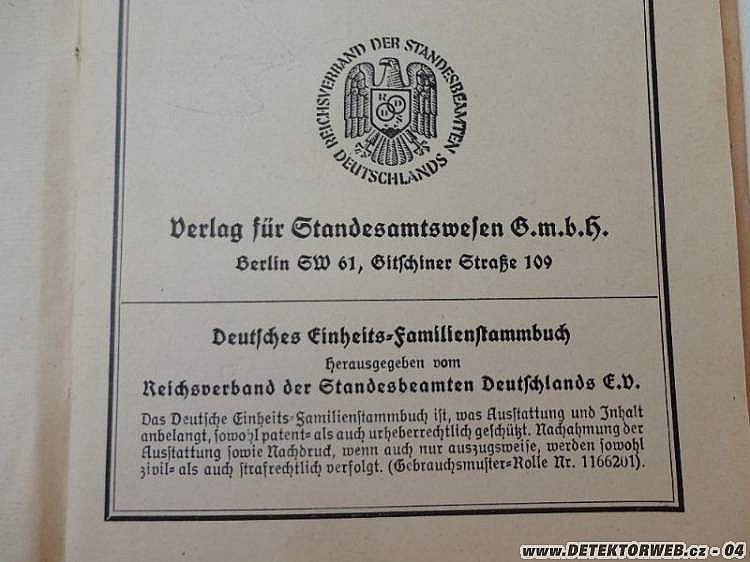 REICHSVERBAND DER STANDESBEAMTEN DEUTSCHLANDS
R D
D S
Verlag für Standesamtswesen G.m.b.H.
Berlin SW 61, Gitschiner Straße 109
Deutsches Einheits-Familienstammbuch
Herausgegeben vom
Reichsverband der Standesbeamten Deutschlands E.V.
Das Deutsche Einheits-Familienstammbuch ist, was Ausstattung und Inhalt
anbelangt, sowohl patent- als auch urheberrechtlich geschützt. Nachahmung der
Ausstattung sowie Nachdruck, wenn auch nur auszugsweise, werden sowohl
zivil- als auch strafrechtlich verfolgt. (Gebrauchsmuster-Rolle Nr. 1166201).
www.DETEKTORWEB.cz - 04